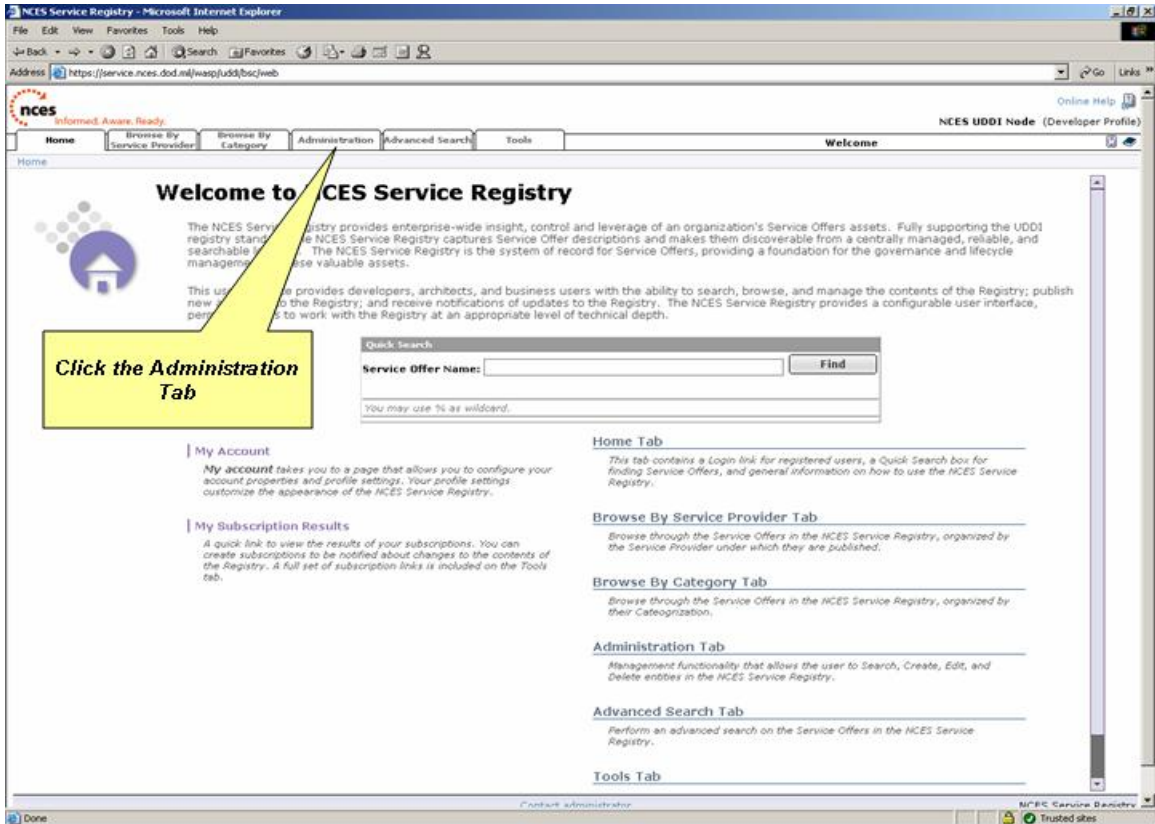 NCES Service Registry - Microsoft Internet Explorer
File Edit View Favorites Tools Help
Back Search Favorites
Address https://service.nces.dod.mil/wasp/uddi/bsc/web Go Links »
nces
Informed. Aware. Ready.
Online Help
NCES UDDI Node (Developer Profile)
Home
Browse By
Service Provider
Browse By
Category
Administration
Advanced Search
Tools
Welcome
Home
Welcome to NCES Service Registry
The NCES Serv gistry provides enterprise-wide insight, control and leverage of an organization's Service Offers assets. Fully supporting the UDDI
registry stand NCES Service Registry captures Service Offer descriptions and makes them discoverable from a centrally managed, reliable, and
searchable The NCES Service Registry is the system of record for Service Offers, providing a foundation for the governance and lifecycle
managem ese valuable assets.
This us provides developers, architects, and business users with the ability to search, browse, and manage the contents of the Registry; publish
new o the Registry; and receive notifications of updates to the Registry. The NCES Service Registry provides a configurable user interface,
per s to work with the Registry at an appropriate level of technical depth.
Click the Administration
Tab
Quick Search
Service Offer Name:
Find
You may use % as wildcard.
My Account
My account takes you to a page that allows you to configure your
account properties and profile settings. Your profile settings
customize the appearance of the NCES Service Registry.
My Subscription Results
A quick link to view the results of your subscriptions. You can
create subscriptions to be notified about changes to the contents of
the Registry. A full set of subscription links is included on the Tools
tab.
Home Tab
This tab contains a Login link for registered users, a Quick Search box for
finding Service Offers, and general information on how to use the NCES Service
Registry.
Browse By Service Provider Tab
Browse through the Service Offers in the NCES Service Registry, organized by
the Service Provider under which they are published.
Browse By Category Tab
Browse through the Service Offers in the NCES Service Registry, organized by
their Cateogrization.
Administration Tab
Management functionality that allows the user to Search, Create, Edit, and
Delete entities in the NCES Service Registry.
Advanced Search Tab
Perform an advanced search on the Service Offers in the NCES Service
Registry.
Tools Tab
Contact administrator
NCES Service Registry
Done
Trusted sites